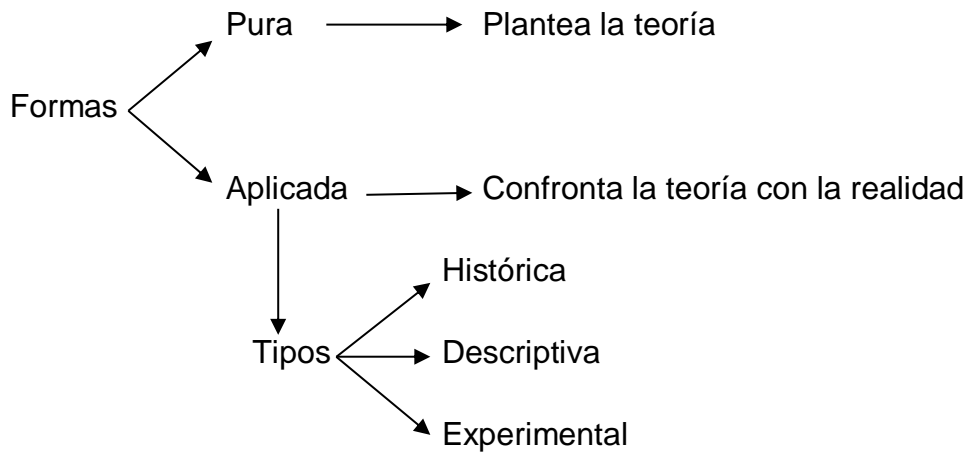 Pura
Plantea la teoría
Formas
Aplicada
Confronta la teoría con la realidad
Histórica
Tipos
Descriptiva
Experimental